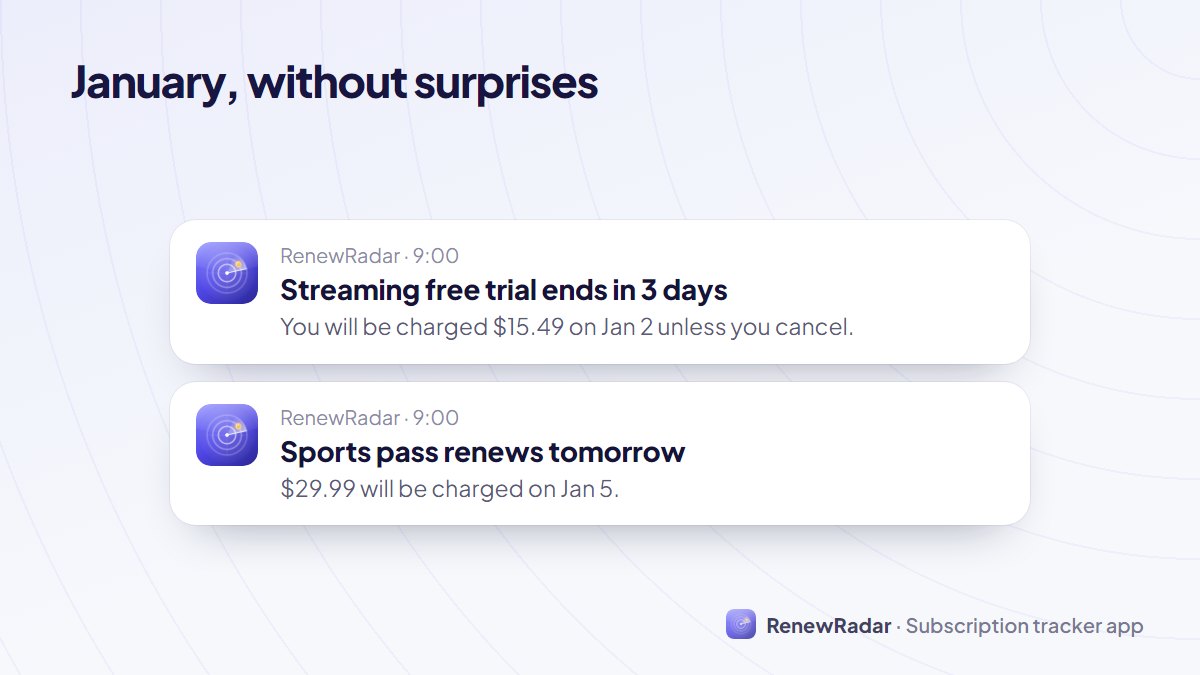 January, without surprises
RenewRadar · 9:00
Streaming free trial ends in 3 days
You will be charged $15.49 on Jan 2 unless you cancel.
RenewRadar · 9:00
Sports pass renews tomorrow
$29.99 will be charged on Jan 5.
RenewRadar · Subscription tracker app